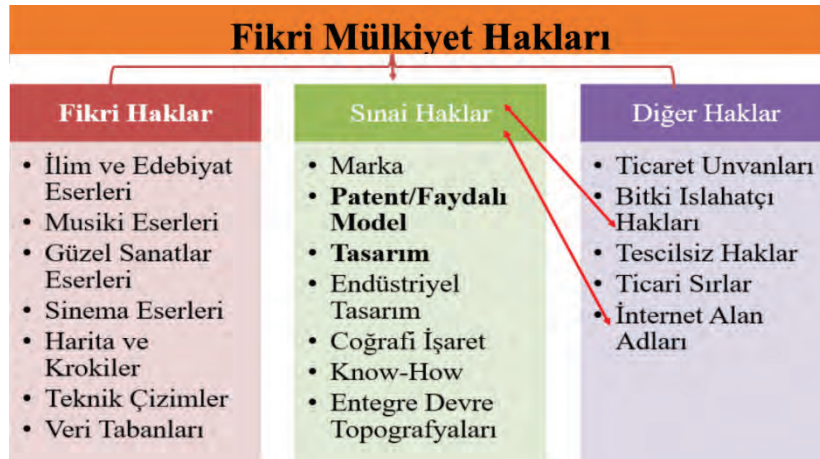 Fikri Mülkiyet Hakları
Fikri Haklar
• İlim ve Edebiyat
Eserleri
• Musiki Eserleri
• Güzel Sanatlar
Eserleri
• Sinema Eserleri
• Harita ve
Krokiler
• Teknik Çizimler
• Veri Tabanları
Sınai Haklar
• Marka
• Patent/Faydalı
Model
• Tasarım
• Endüstriyel
Tasarım
• Coğrafi İşaret
• Know-How
• Entegre Devre
Topografyaları
Diğer Haklar
• Ticaret Unvanları
• Bitki Islahatçı
Hakları
• Tescilsiz Haklar
• Ticari Sırlar
• İnternet Alan
Adları